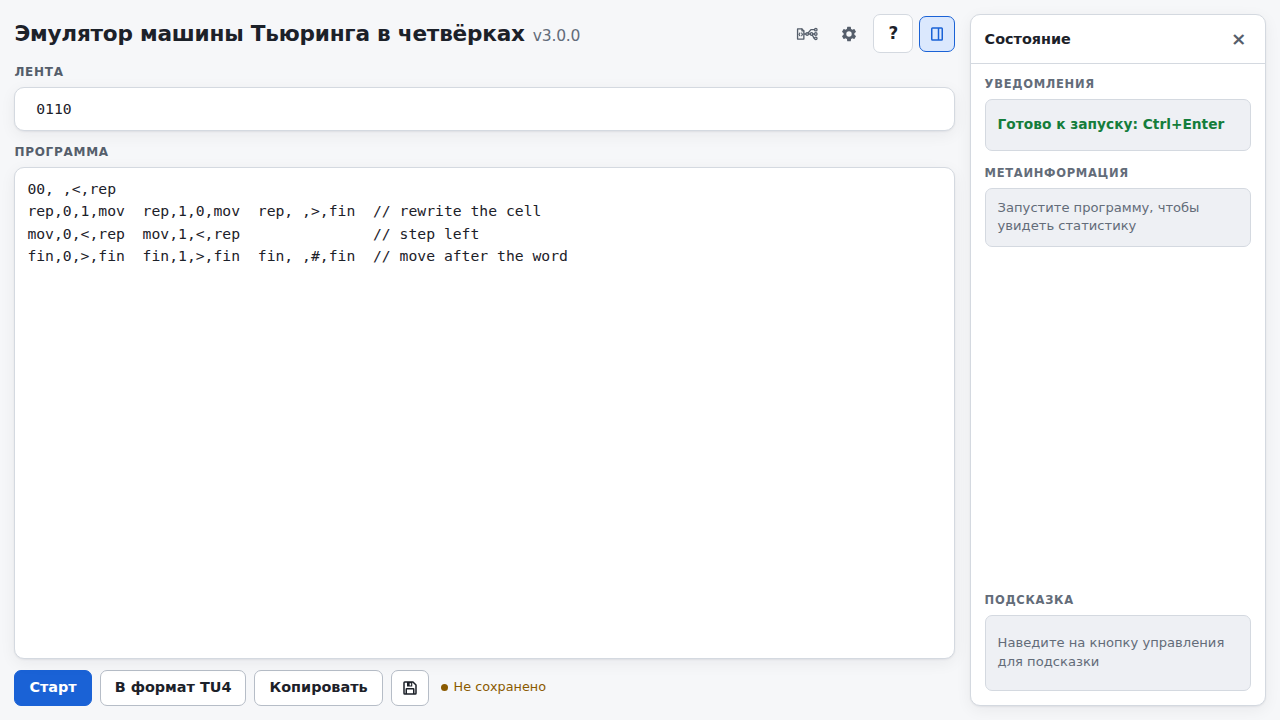 Эмулятор машины Тьюринга в четвёрках v3.0.0
?
ЛЕНТА
0110
ПРОГРАММА
00, ,<,rep
rep,0,1,mov  rep,1,0,mov  rep, ,>,fin  // rewrite the cell
mov,0,<,rep  mov,1,<,rep               // step left
fin,0,>,fin  fin,1,>,fin  fin, ,#,fin  // move after the word
Старт
В формат TU4
Копировать
Не сохранено
Состояние
УВЕДОМЛЕНИЯ
Готово к запуску: Ctrl+Enter
МЕТАИНФОРМАЦИЯ
Запустите программу, чтобы
увидеть статистику
ПОДСКАЗКА
Наведите на кнопку управления
для подсказки